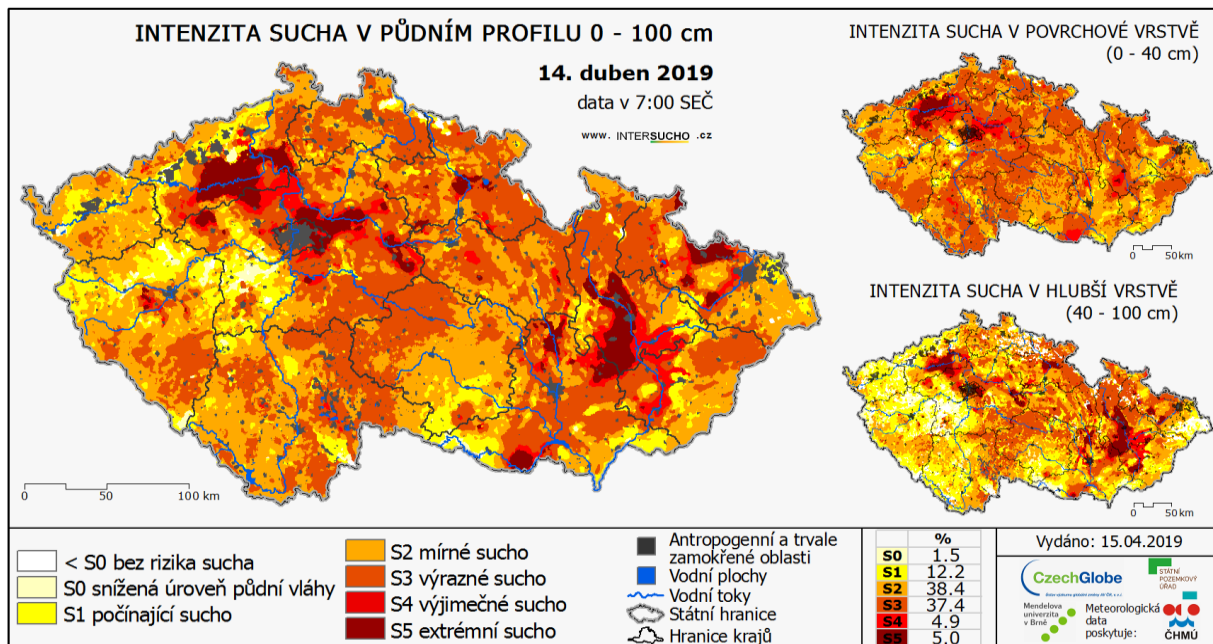 INTENZITA SUCHA V PŮDNÍM PROFILU 0 - 100 cm
14. duben 2019
data v 7:00 SEČ
www. INTERSUCHO .cz
0 50 100 km
INTENZITA SUCHA V POVRCHOVÉ VRSTVĚ
(0 - 40 cm)
0 50km
INTENZITA SUCHA V HLUBŠÍ VRSTVĚ
(40 - 100 cm)
0 50km
< S0 bez rizika sucha
S0 snížená úroveň půdní vláhy
S1 počínající sucho
S2 mírné sucho
S3 výrazné sucho
S4 výjimečné sucho
S5 extrémní sucho
Antropogenní a trvale
zamokřené oblasti
Vodní plochy
Vodní toky
Státní hranice
Hranice krajů
%
S0 1.5
S1 12.2
S2 38.4
S3 37.4
S4 4.9
S5 5.0
Vydáno: 15.04.2019
CzechGlobe
STÁTNÍ
POZEMKOVÝ
ÚŘAD
Mendelova
univerzita
v Brně
Meteorologická
data
poskytuje:
ČHMÚ